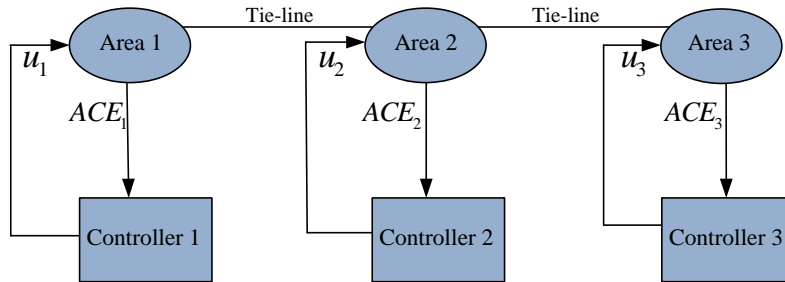 Tie-line Tie-line
Area 1 Area 2 Area 3
u1 u2 u3
ACE1 ACE2 ACE3
Controller 1 Controller 2 Controller 3